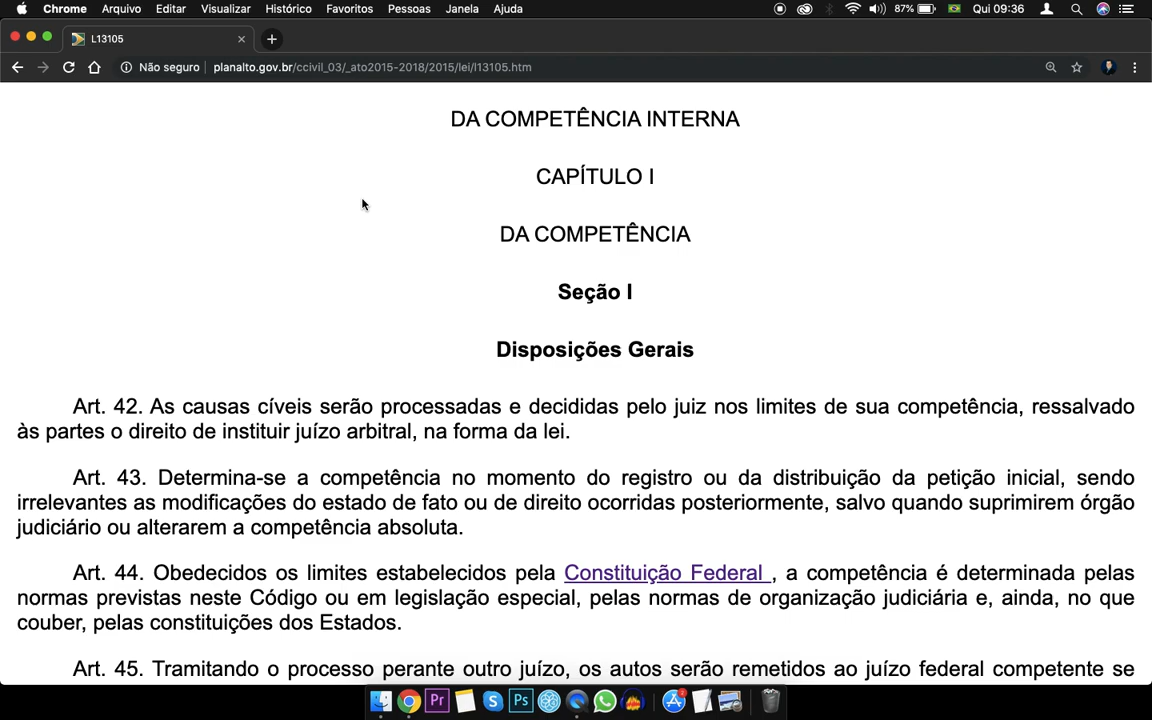 Chrome Arquivo Editar Visualizar Histórico Favoritos Pessoas Janela Ajuda 87% Qui 09:36
L13105
Não seguro planalto.gov.br/ccivil_03/_ato2015-2018/2015/lei/l13105.htm
DA COMPETÊNCIA INTERNA
CAPÍTULO I
DA COMPETÊNCIA
Seção I
Disposições Gerais
Art. 42. As causas cíveis serão processadas e decididas pelo juiz nos limites de sua competência, ressalvado
às partes o direito de instituir juízo arbitral, na forma da lei.
Art. 43. Determina-se a competência no momento do registro ou da distribuição da petição inicial, sendo
irrelevantes as modificações do estado de fato ou de direito ocorridas posteriormente, salvo quando suprimirem órgão
judiciário ou alterarem a competência absoluta.
Art. 44. Obedecidos os limites estabelecidos pela Constituição Federal , a competência é determinada pelas
normas previstas neste Código ou em legislação especial, pelas normas de organização judiciária e, ainda, no que
couber, pelas constituições dos Estados.
Art. 45. Tramitando o processo perante outro juízo, os autos serão remetidos ao juízo federal competente se
Pr Ps